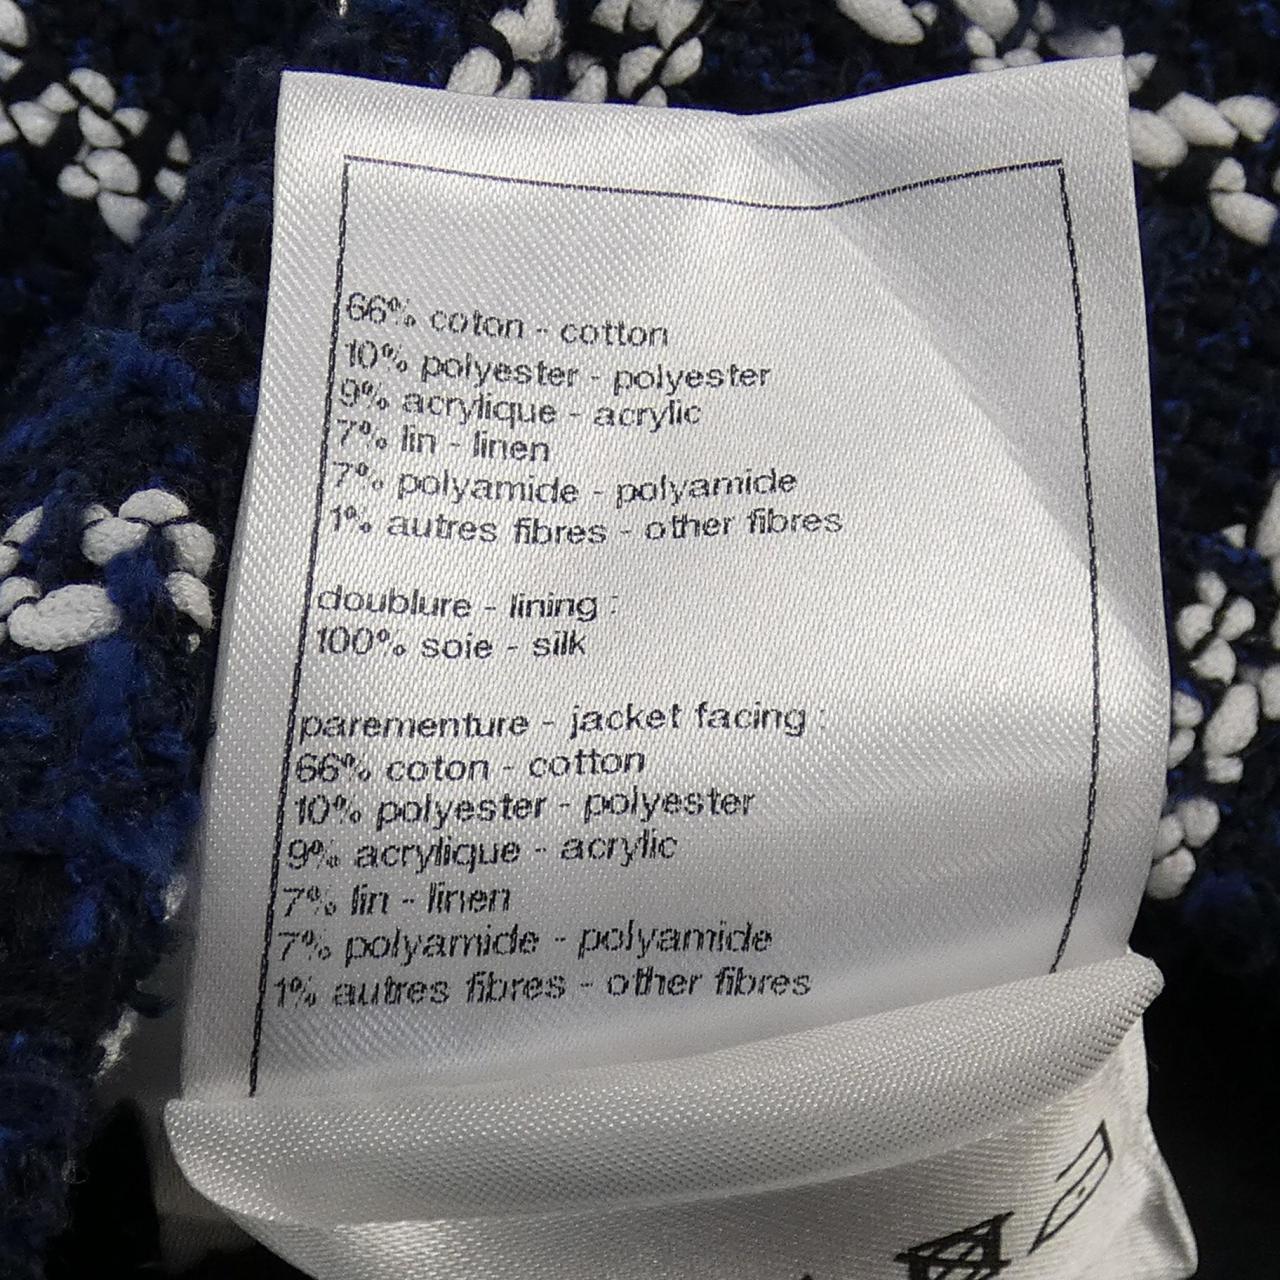 66% coton - cotton
10% polyester - polyester
9% acrylique - acrylic
7% lin - linen
7% polyamide - polyamide
1% autres fibres - other fibres
doublure - lining :
100% soie - silk
parementure - jacket facing :
66% coton - cotton
10% polyester - polyester
9% acrylique - acrylic
7% lin - linen
7% polyamide - polyamide
1% autres fibres - other fibres